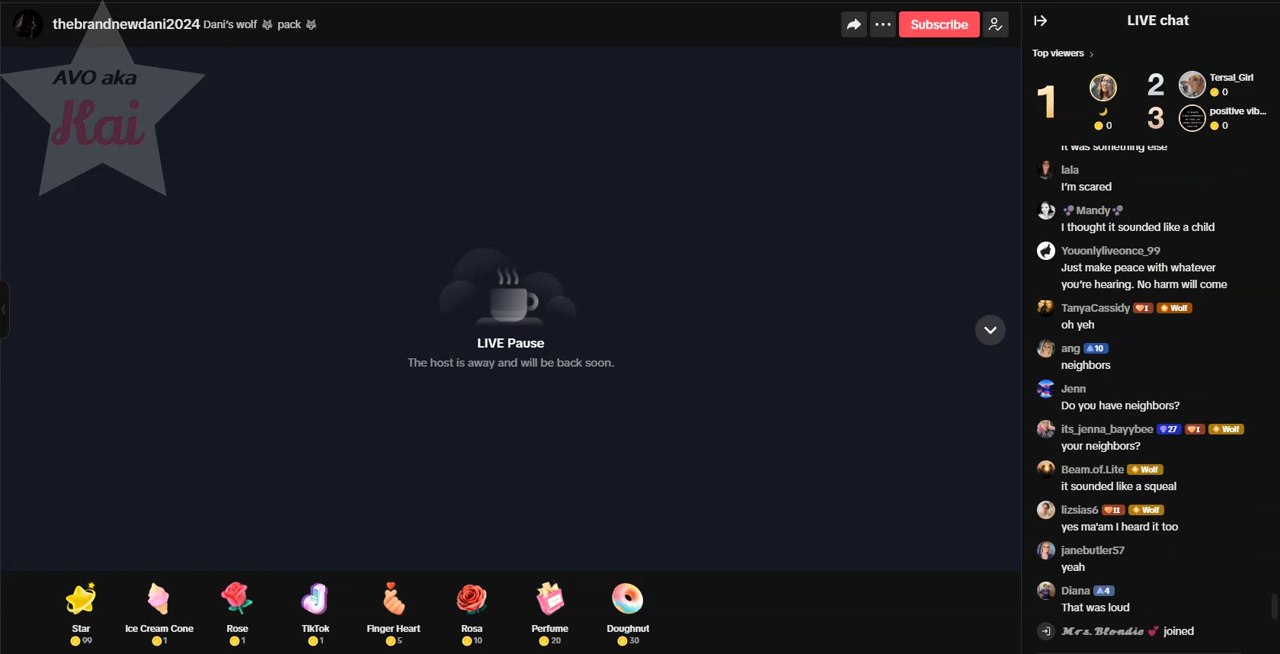 thebrandnewdani2024 Dani's wolf 🐺 pack 🐺
Subscribe
LIVE chat
AVO aka
Kai
Top viewers
1
🌙
0
2
Tersal_Girl
0
3
positive vib...
0
LIVE Pause
The host is away and will be back soon.
it was something else
lala
I'm scared
Mandy
I thought it sounded like a child
Youonlyliveonce_99
Just make peace with whatever
you're hearing. No harm will come
TanyaCassidy I Wolf
oh yeh
ang 10
neighbors
Jenn
Do you have neighbors?
its_jenna_bayybee 27 I Wolf
your neighbors?
Beam.of.Lite Wolf
it sounded like a squeal
lizsias6 II Wolf
yes ma'am I heard it too
janebutler57
yeah
Diana 4
That was loud
Mrs. Blondie 💕 joined
Star
99
Ice Cream Cone
1
Rose
1
TikTok
1
Finger Heart
5
Rosa
10
Perfume
20
Doughnut
30